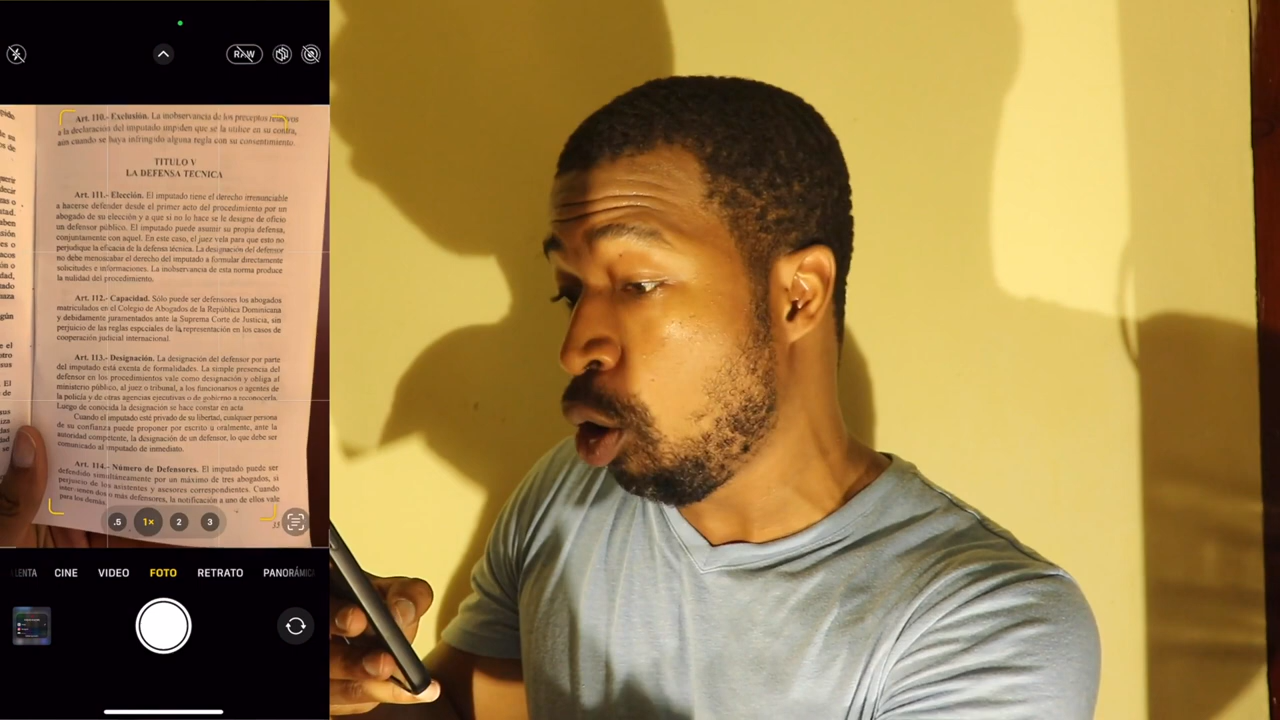 RAW
Art. 110.- Exclusión. La inobservancia de los preceptos
a la declaración del imputado impiden que se la utilice en su contra,
aún cuando se haya infringido alguna regla con su consentimiento
TITULO V
LA DEFENSA TECNICA
Art. 111.- Elección. El imputado tiene el derecho irrenunciable
a hacerse defender desde el primer acto del procedimiento por un
abogado de su elección y a que si no lo hace se le designe de oficio
un defensor público. El imputado puede asumir su propia defensa,
conjuntamente con aquel. En este caso, el juez vela para que esto no
perjudique la eficacia de la defensa técnica. La designación del defensor
no debe menoscabar el derecho del imputado a formular directamente
solicitudes e informaciones. La inobservancia de esta norma produce
la nulidad del procedimiento.
Art. 112.- Capacidad. Sólo puede ser defensores los abogados
matriculados en el Colegio de Abogados de la República Dominicana
y debidamente juramentados ante la Suprema Corte de Justicia, sin
perjuicio de las reglas especiales de la representación en los casos de
cooperación judicial internacional.
Art. 113.- Designación. La designación del defensor por parte
del imputado está exenta de formalidades. La simple presencia del
defensor en los procedimientos vale como designación y obliga al
ministerio público, al juez o tribunal, a los funcionarios o agentes de
la policía y de otras agencias ejecutivas o de gobierno a reconocerla.
Luego de conocida la designación se hace constar en acta
Cuando el imputado esté privado de su libertad, cualquier persona
de su confianza puede proponer por escrito u oralmente, ante la
autoridad competente, la designación de un defensor, lo que debe ser
comunicado al imputado de inmediato.
Art. 114.- Número de Defensores. El imputado puede ser
defendido simultáneamente por un máximo de tres abogados, si
perjuicio de los asistentes y asesores correspondientes. Cuando
intervienen dos o más defensores, la notificación a uno de ellos vale
para los demás.
.5 1× 2 3
LENTA CINE VIDEO FOTO RETRATO PANORÁMIC